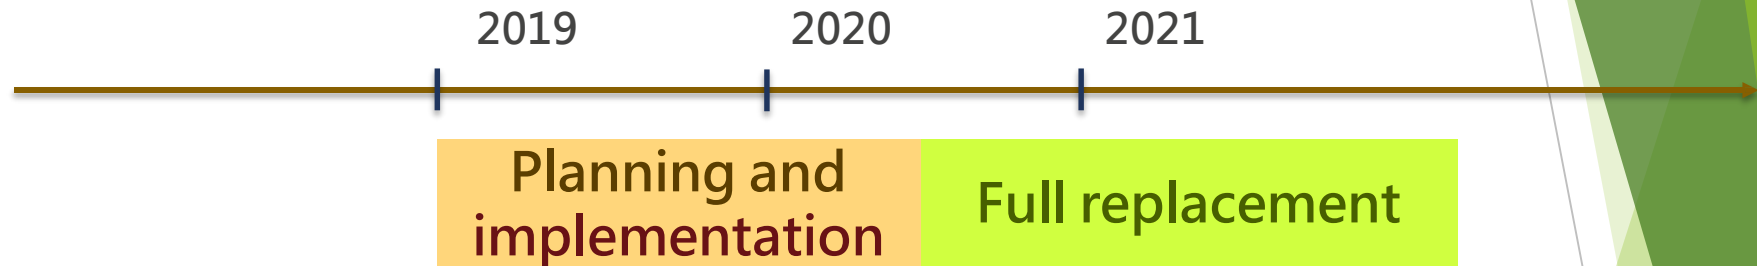 2019 2020 2021
Planning and
implementation
Full replacement